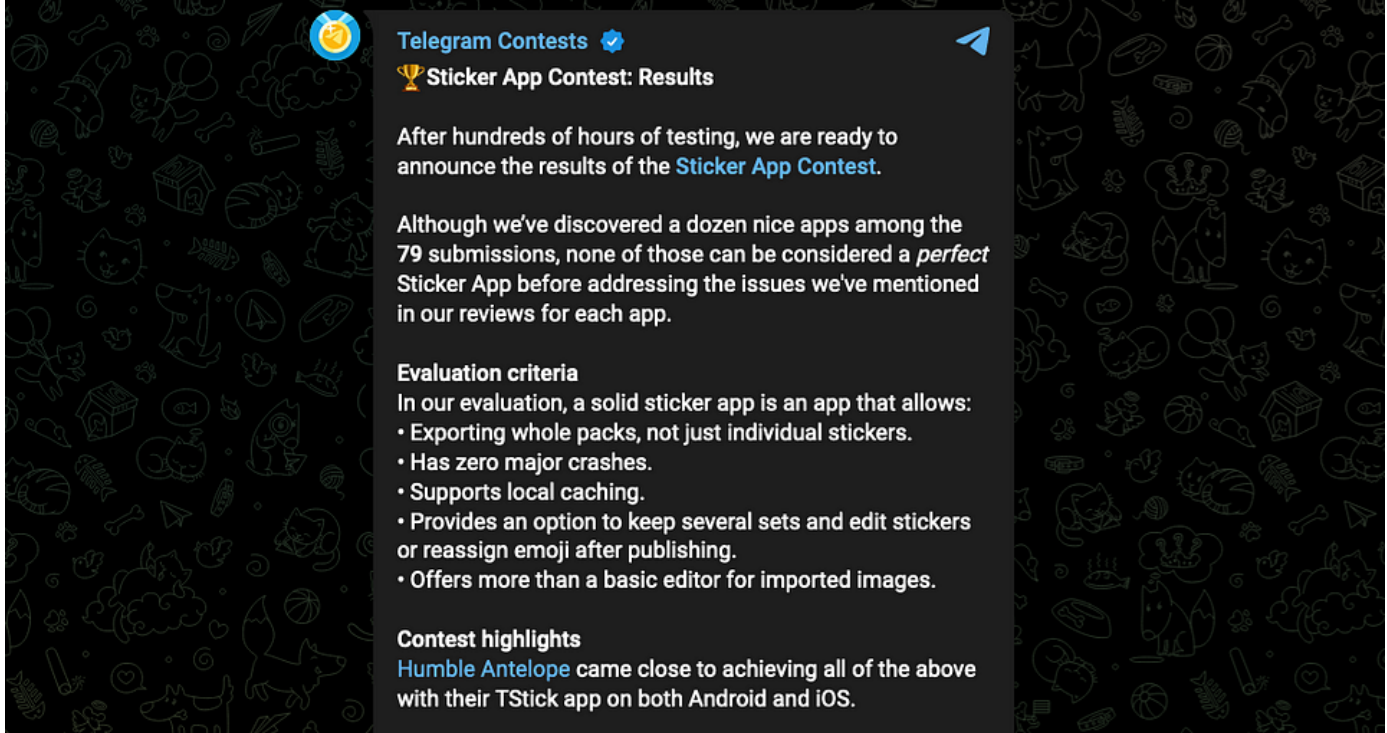 Telegram Contests
🏆Sticker App Contest: Results
After hundreds of hours of testing, we are ready to
announce the results of the Sticker App Contest.
Although we’ve discovered a dozen nice apps among the
79 submissions, none of those can be considered a perfect
Sticker App before addressing the issues we've mentioned
in our reviews for each app.
Evaluation criteria
In our evaluation, a solid sticker app is an app that allows:
• Exporting whole packs, not just individual stickers.
• Has zero major crashes.
• Supports local caching.
• Provides an option to keep several sets and edit stickers
or reassign emoji after publishing.
• Offers more than a basic editor for imported images.
Contest highlights
Humble Antelope came close to achieving all of the above
with their TStick app on both Android and iOS.